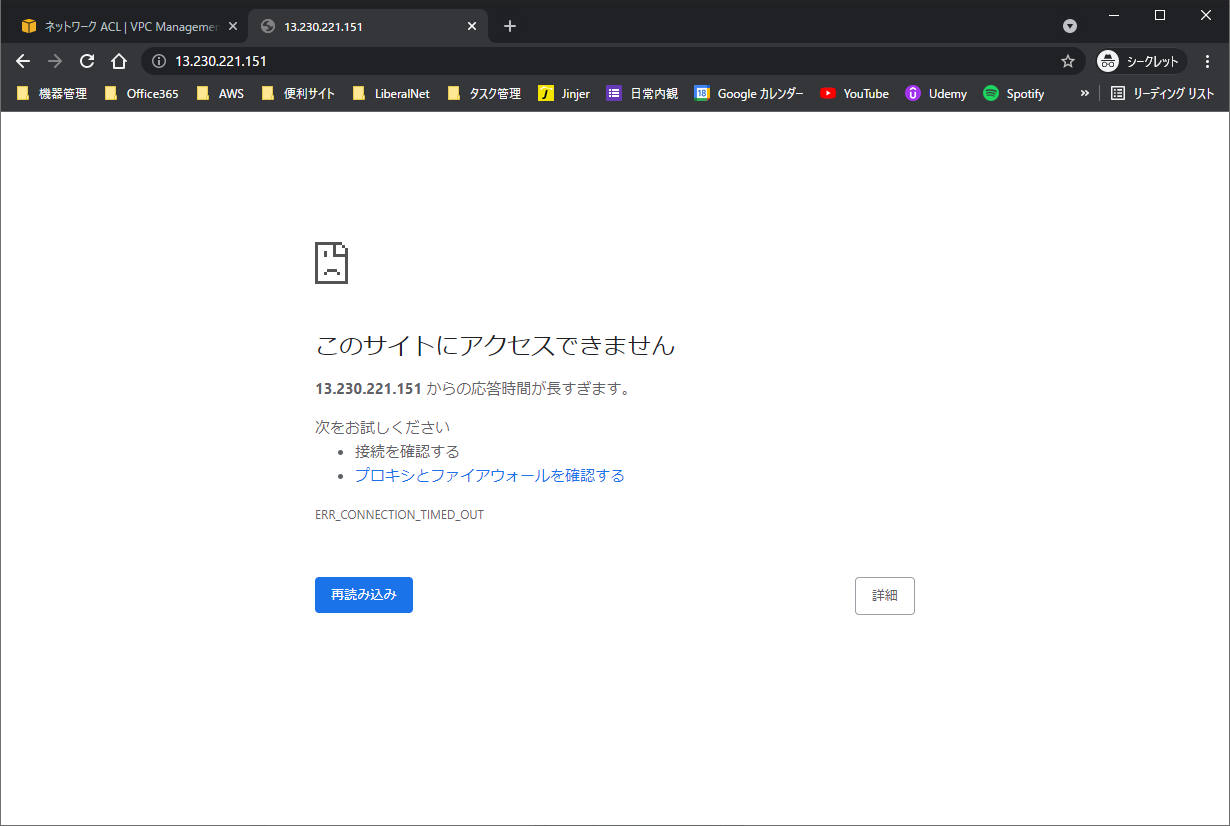 ネットワーク ACL | VPC Managemen
13.230.221.151
13.230.221.151
シークレット
機器管理 Office365 AWS 便利サイト LiberalNet タスク管理 Jinjer 日常内観 18 Google カレンダー YouTube Udemy Spotify » リーディング リスト
このサイトにアクセスできません
13.230.221.151 からの応答時間が長すぎます。
次をお試しください
• 接続を確認する
• プロキシとファイアウォールを確認する
ERR_CONNECTION_TIMED_OUT
再読み込み
詳細